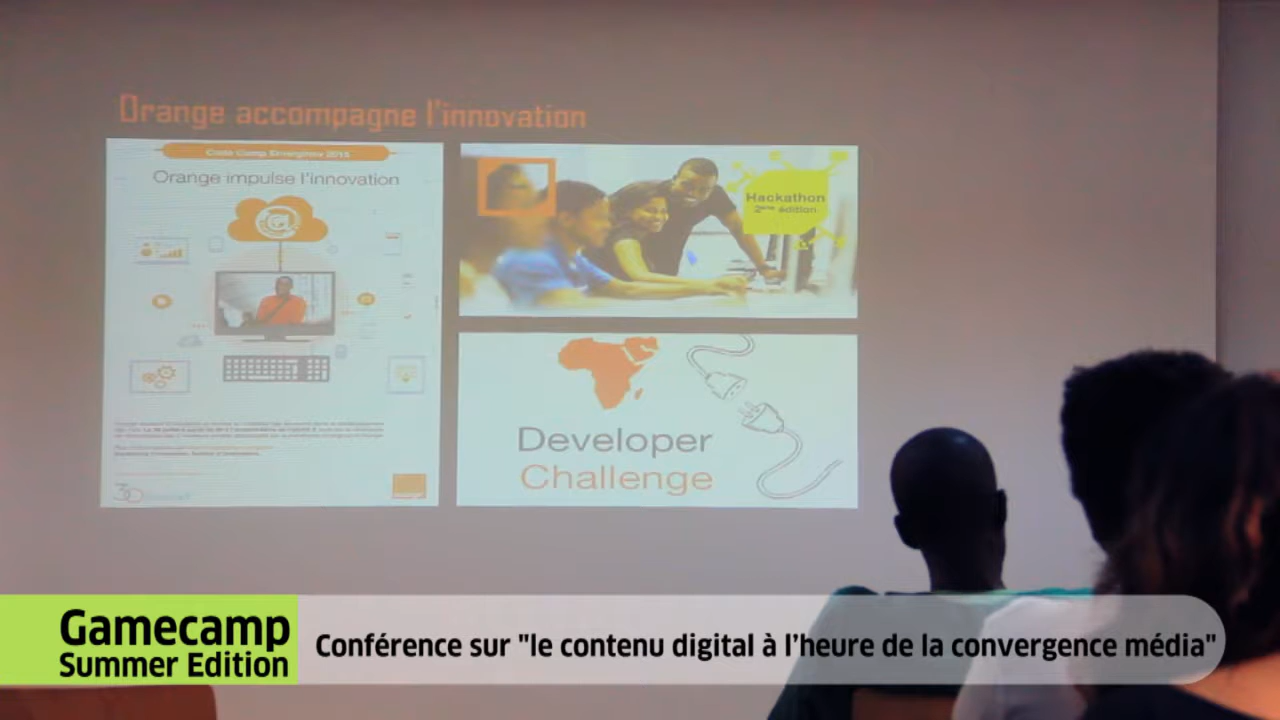 Orange accompagne l'innovation
Orange impulse l'innovation
Hackathon
2ème édition
Developer
Challenge
Gamecamp
Summer Edition
Conférence sur "le contenu digital à l'heure de la convergence média"